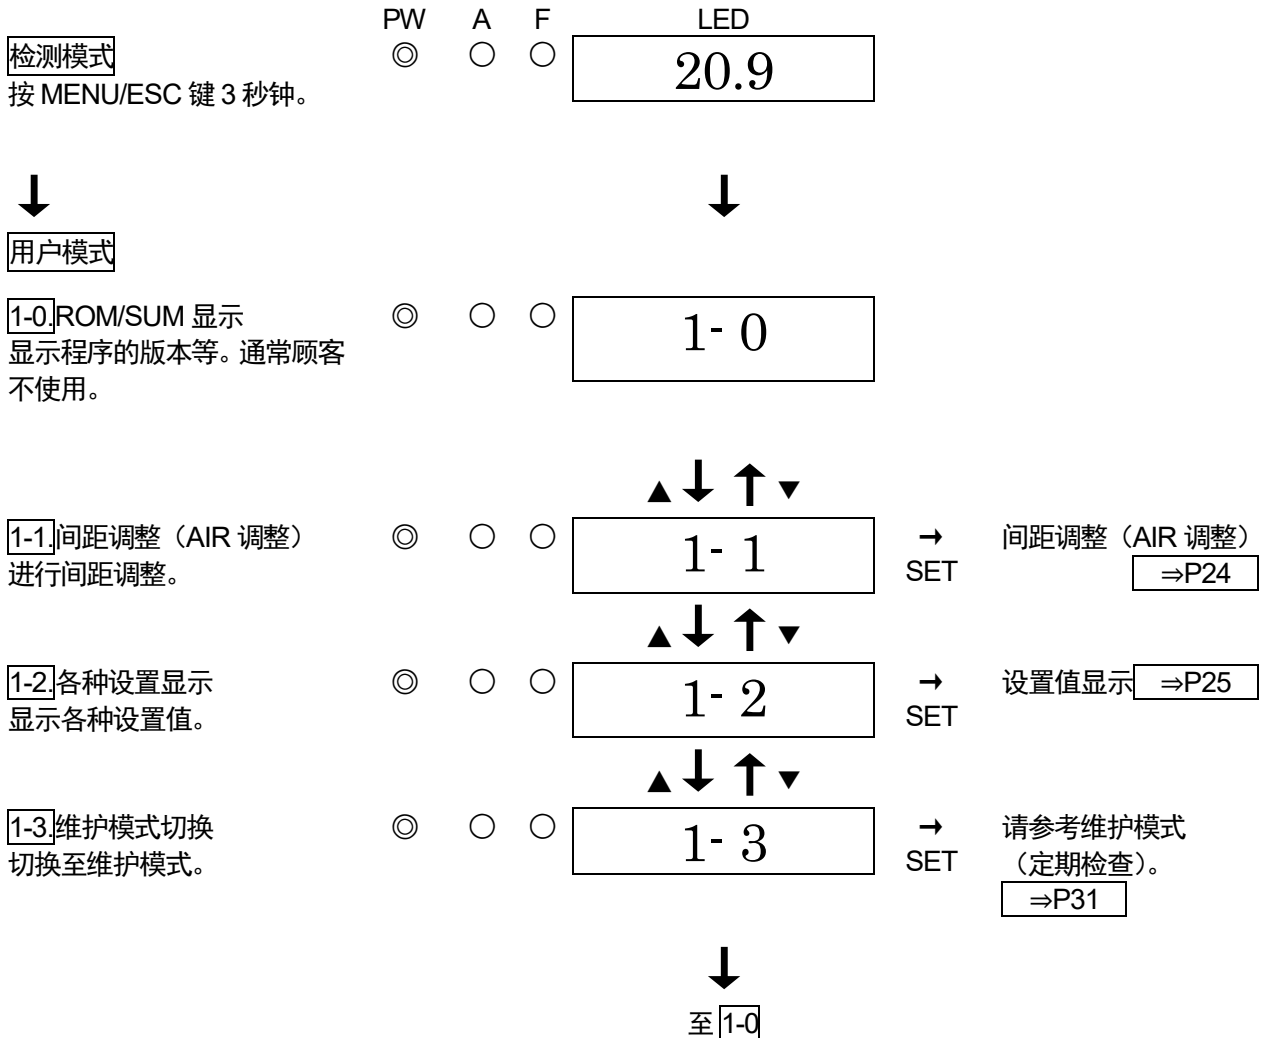 PW A F LED
检测模式 ◎ ○ ○ 20.9
按 MENU/ESC 键 3 秒钟。
↓ ↓
用户模式
1-0.ROM/SUM 显示 ◎ ○ ○ 1- 0
显示程序的版本等。通常顾客
不使用。
▲↓↑▼
1-1.间距调整（AIR 调整） ◎ ○ ○ 1- 1 → 间距调整（AIR 调整）
进行间距调整。 SET ⇒P24
▲↓↑▼
1-2.各种设置显示 ◎ ○ ○ 1- 2 → 设置值显示 ⇒P25
显示各种设置值。 SET
▲↓↑▼
1-3.维护模式切换 ◎ ○ ○ 1- 3 → 请参考维护模式
切换至维护模式。 SET （定期检查）。
⇒P31
↓
至 1-0